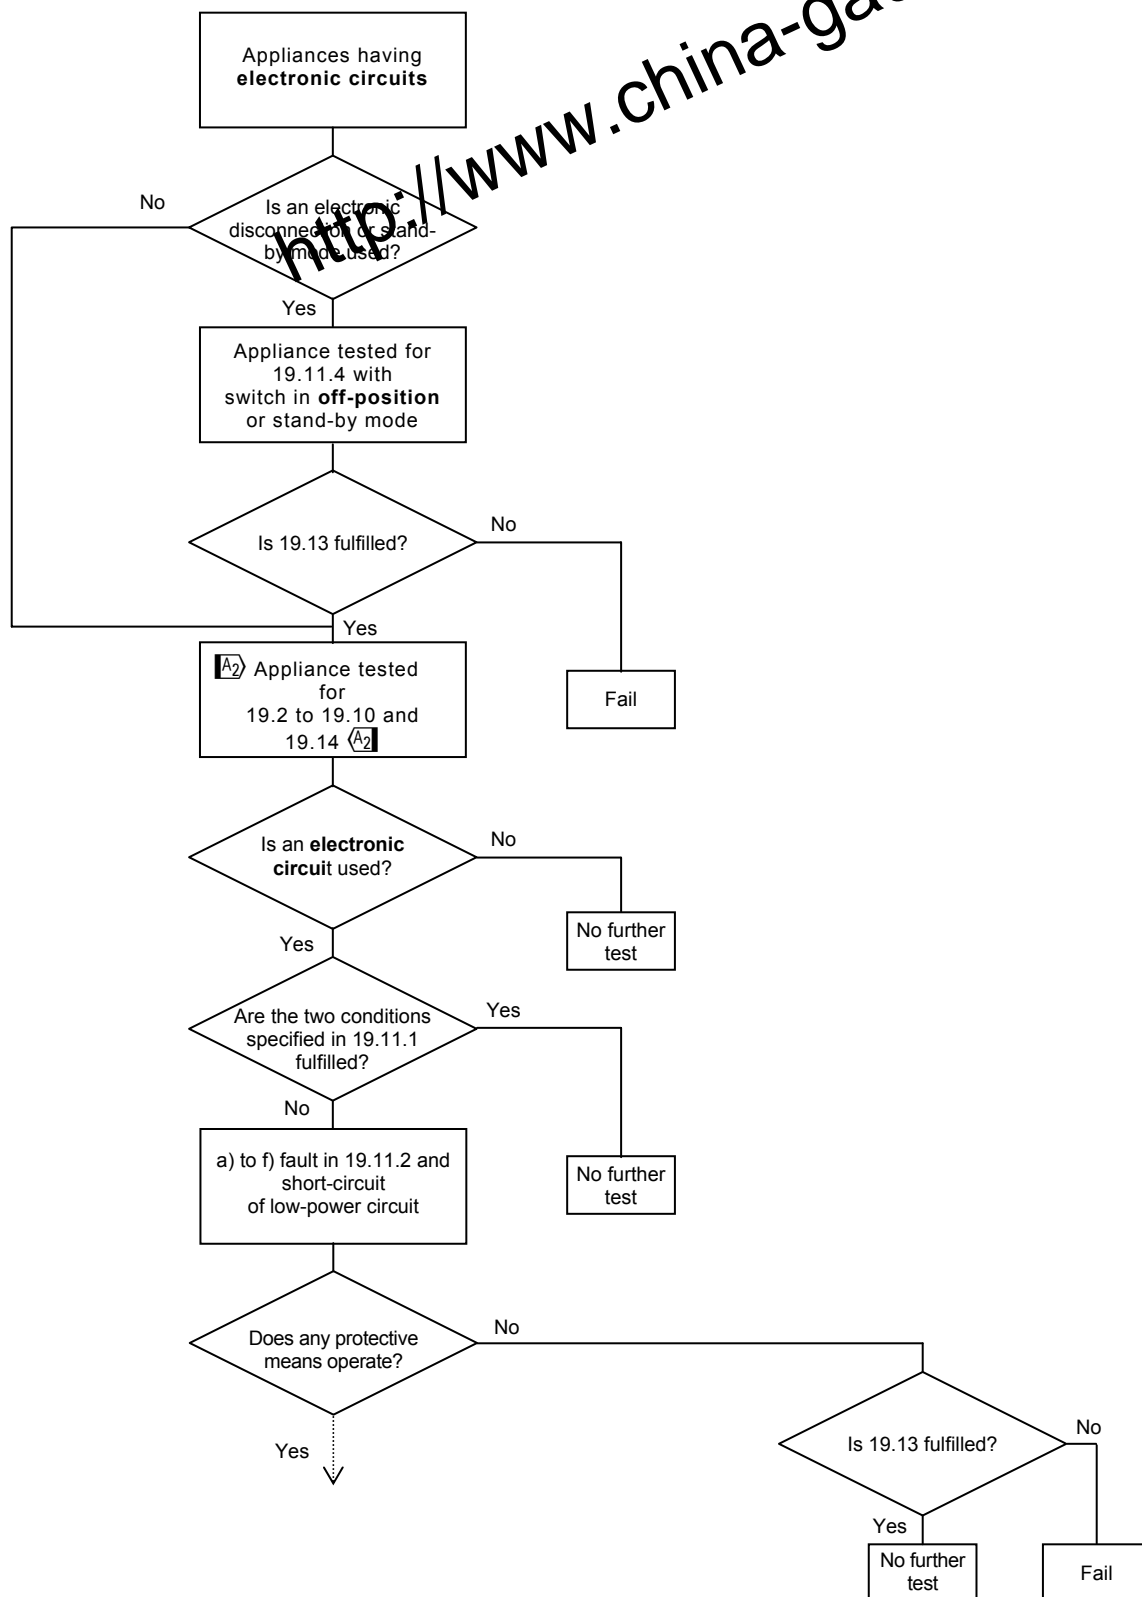 Appliances having
electronic circuits
http://www.china-ga
No
Is an electronic
disconnection or stand-
by mode used?
Yes
Appliance tested for
19.11.4 with
switch in off-position
or stand-by mode
Is 19.13 fulfilled?
No
Yes
Fail
A2 Appliance tested
for
19.2 to 19.10 and
19.14 A2
Is an electronic
circuit used?
No
No further
test
Yes
Are the two conditions
specified in 19.11.1
fulfilled?
Yes
No further
test
No
a) to f) fault in 19.11.2 and
short-circuit
of low-power circuit
Does any protective
means operate?
No
Yes
Is 19.13 fulfilled?
No
Yes
No further
test
Fail